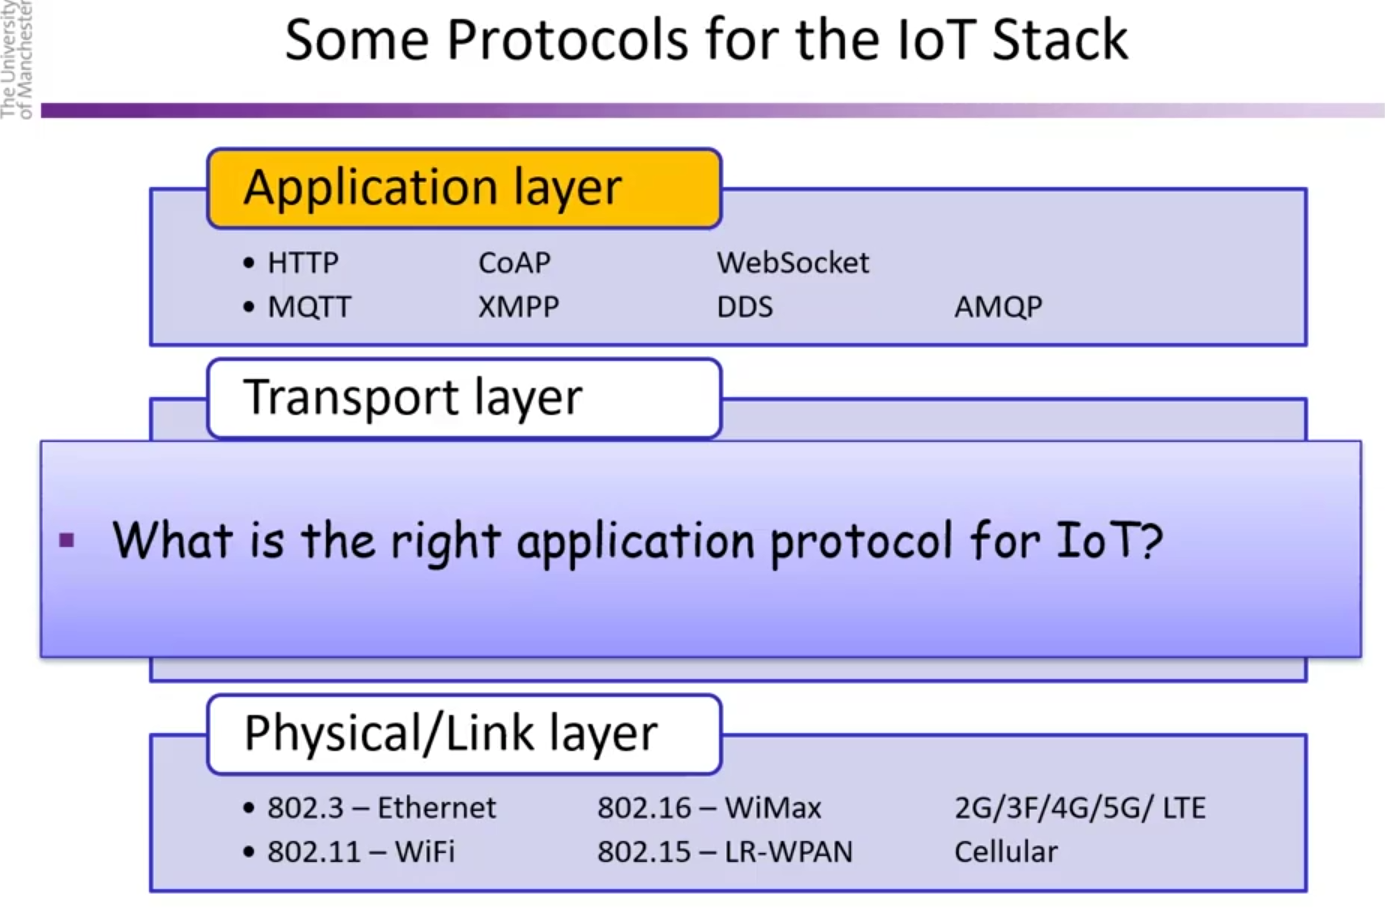 The University
of Manchester
Some Protocols for the IoT Stack
Application layer
• HTTP CoAP WebSocket
• MQTT XMPP DDS AMQP
Transport layer
▪ What is the right application protocol for IoT?
Physical/Link layer
• 802.3 – Ethernet 802.16 – WiMax 2G/3F/4G/5G/ LTE
• 802.11 – WiFi 802.15 – LR-WPAN Cellular